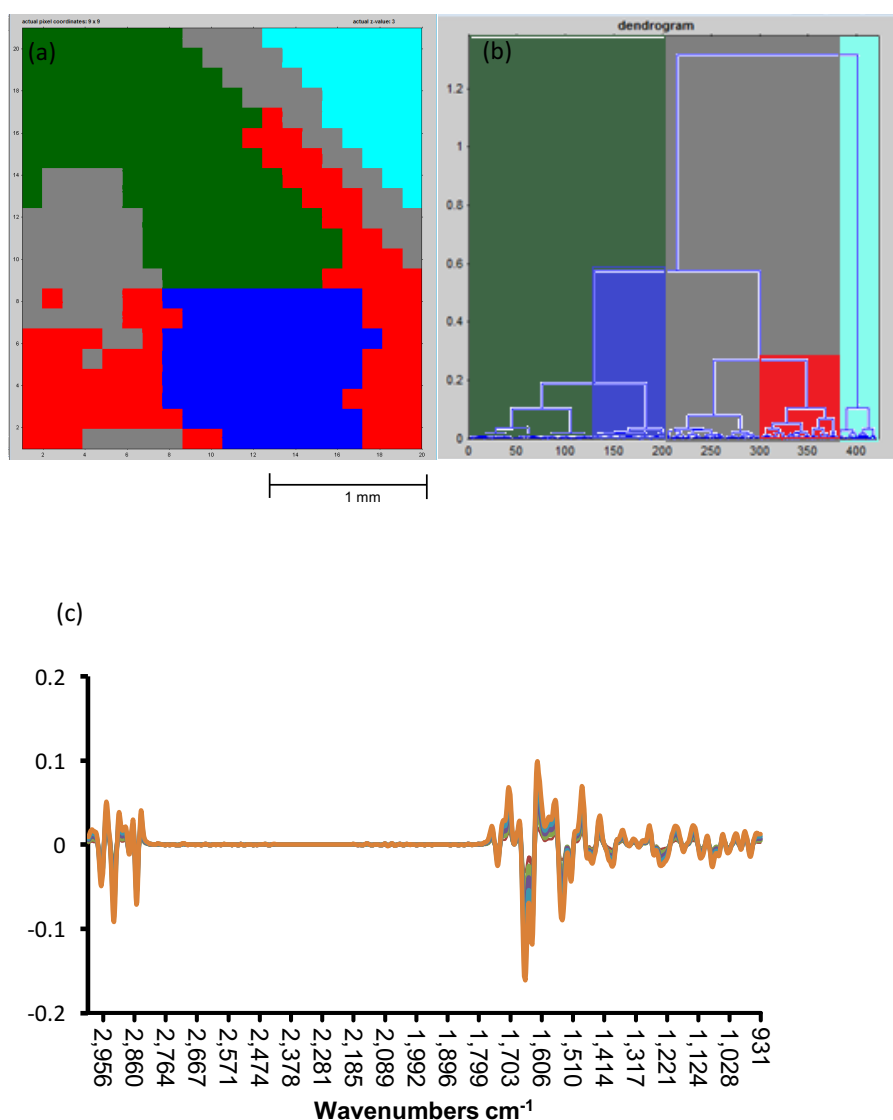 actual pixel coordinates: 9 x 9 actual z-value: 3
(a)
20
18
16
14
12
10
8
6
4
2
2 4 6 8 10 12 14 16 18 20
1 mm
dendrogram
(b)
1.2
1
0.8
0.6
0.4
0.2
0
0 50 100 150 200 250 300 350 400
(c)
0.2
0.1
0
-0.1
-0.2
2,956 2,860 2,764 2,667 2,571 2,474 2,378 2,281 2,185 2,089 1,992 1,896 1,799 1,703 1,606 1,510 1,414 1,317 1,221 1,124 1,028 931
Wavenumbers cm-1